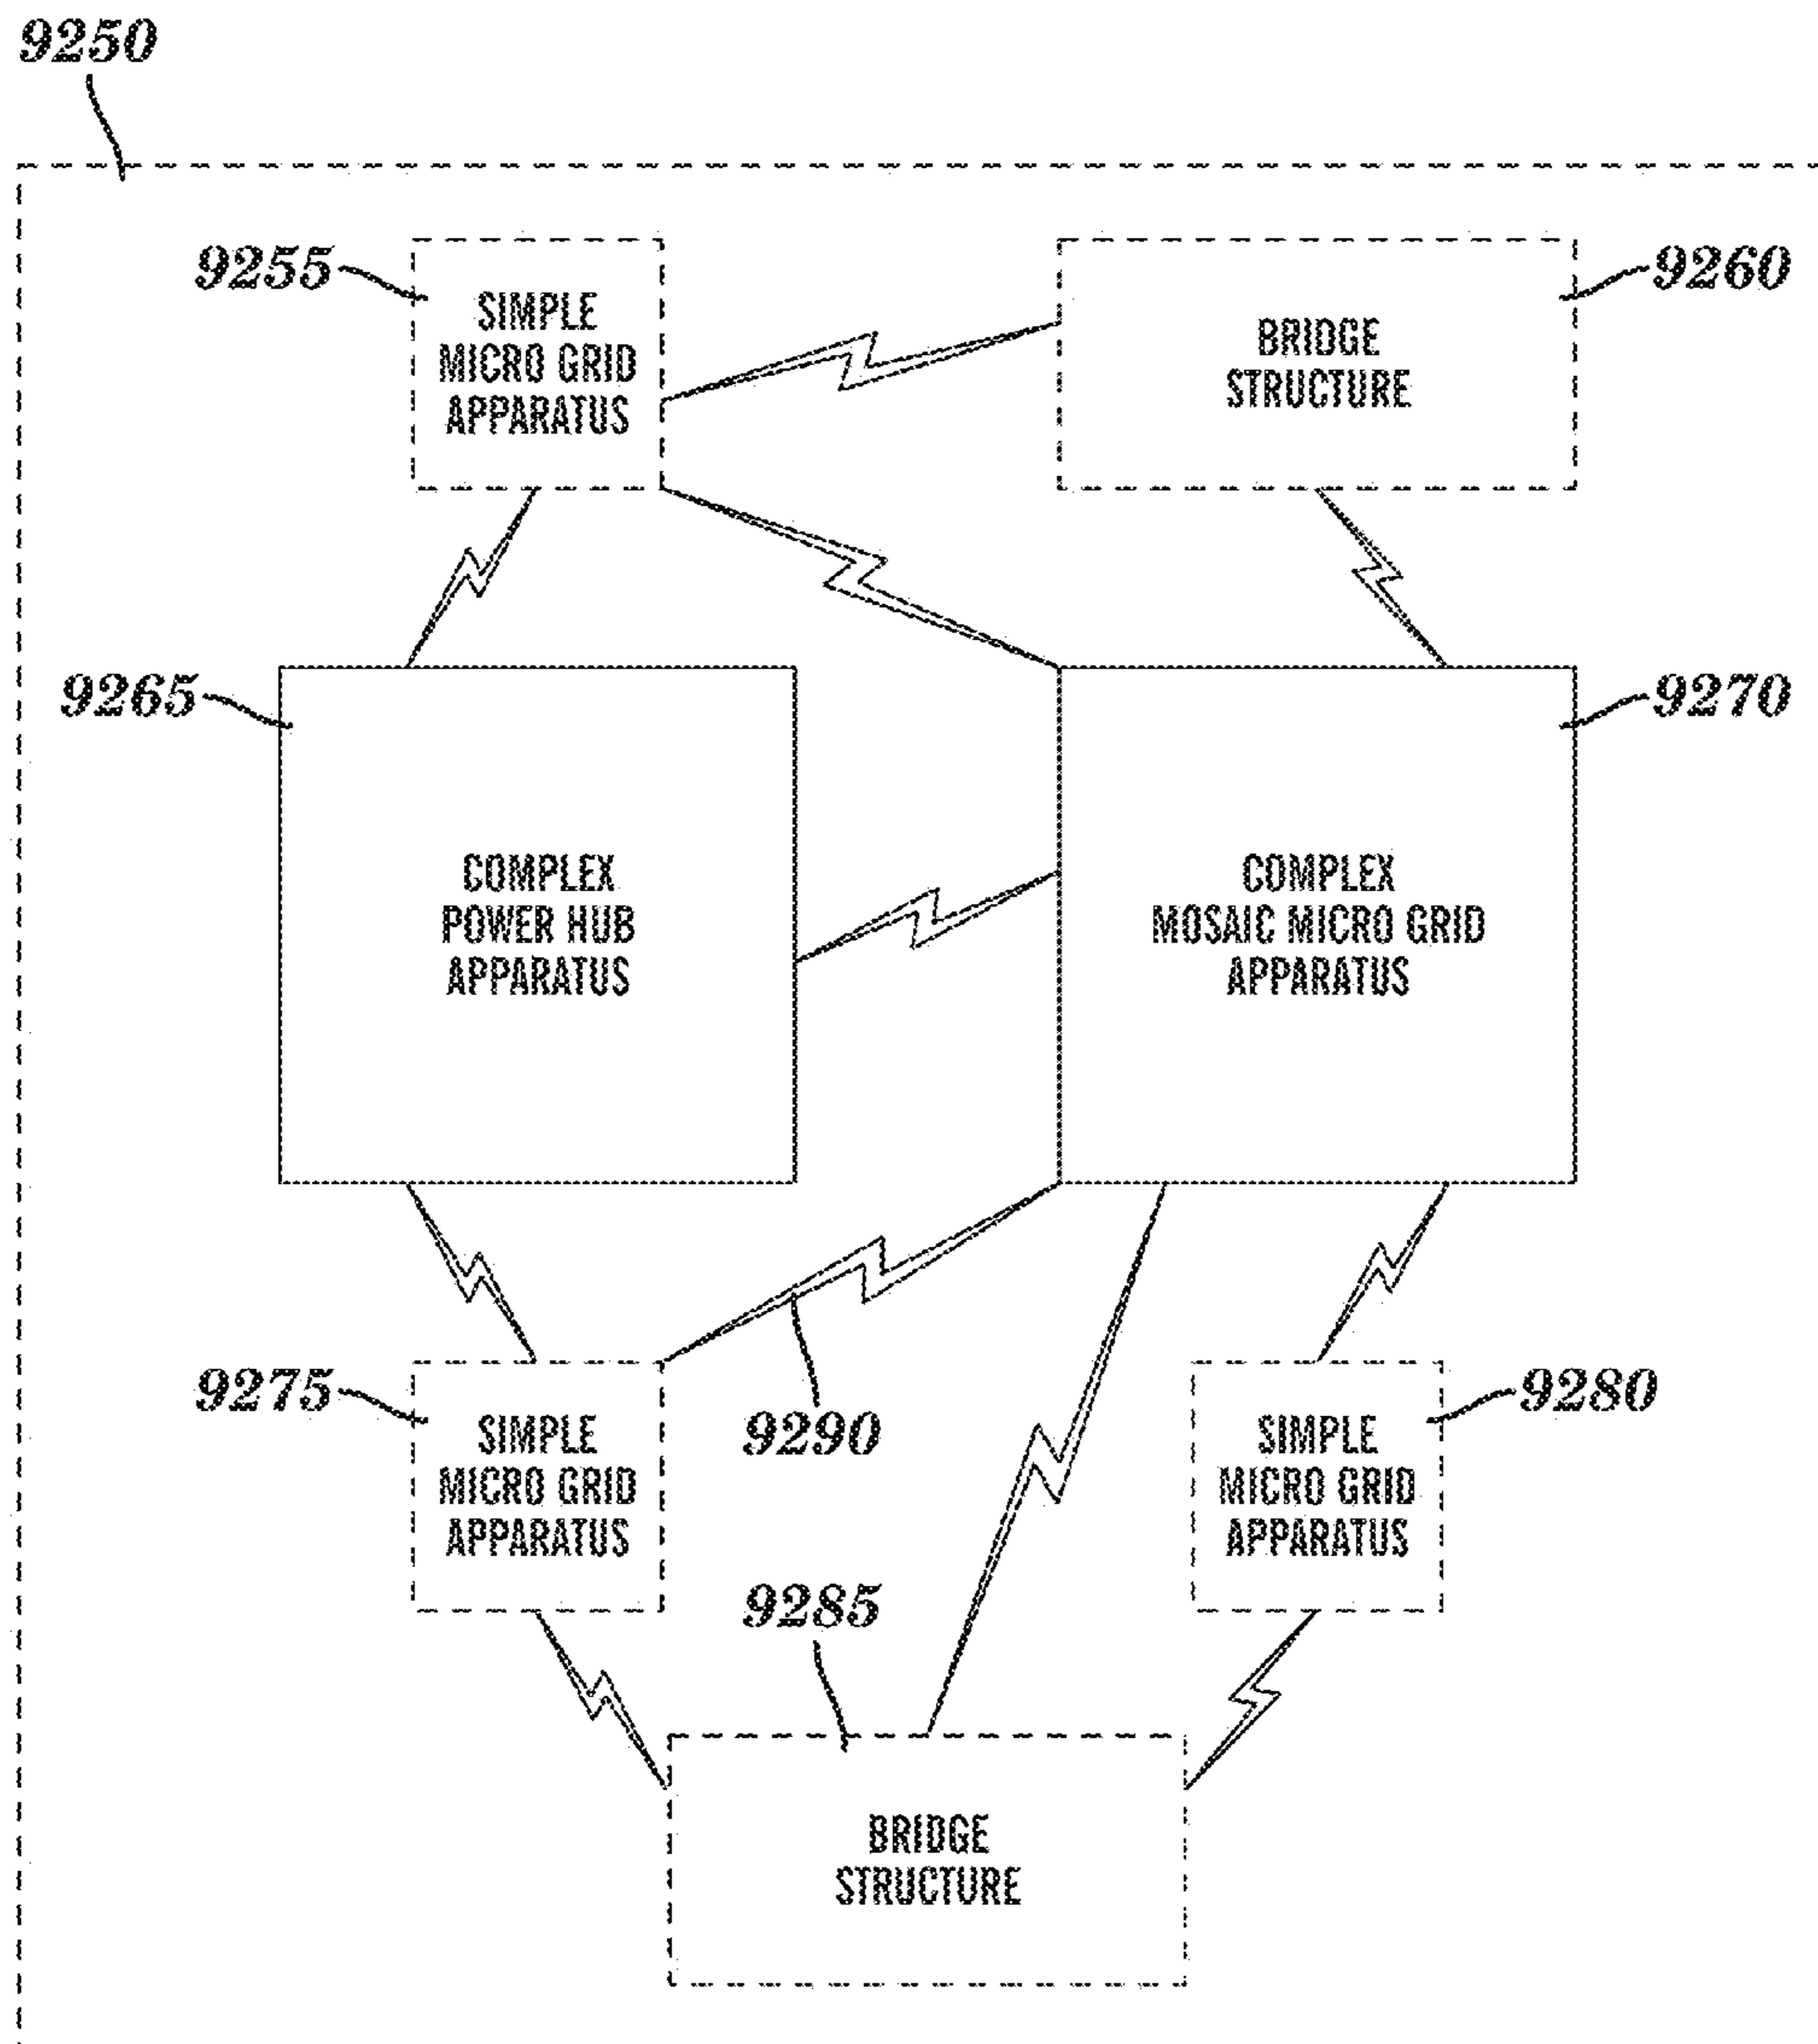 9250
9255
SIMPLE
MICRO GRID
APPARATUS
BRIDGE
STRUCTURE
9260
9265
COMPLEX
POWER HUB
APPARATUS
COMPLEX
MOSAIC MICRO GRID
APPARATUS
9270
9275
SIMPLE
MICRO GRID
APPARATUS
9290
SIMPLE
MICRO GRID
APPARATUS
9280
9285
BRIDGE
STRUCTURE